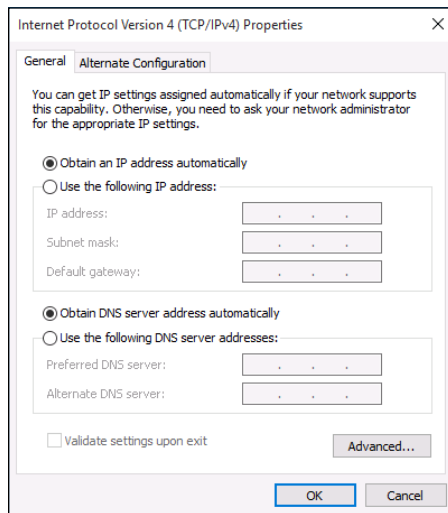 Internet Protocol Version 4 (TCP/IPv4) Properties
General
Alternate Configuration
You can get IP settings assigned automatically if your network supports
this capability. Otherwise, you need to ask your network administrator
for the appropriate IP settings.
Obtain an IP address automatically
Use the following IP address:
IP address:
Subnet mask:
Default gateway:
Obtain DNS server address automatically
Use the following DNS server addresses:
Preferred DNS server:
Alternate DNS server:
Validate settings upon exit
Advanced...
OK
Cancel